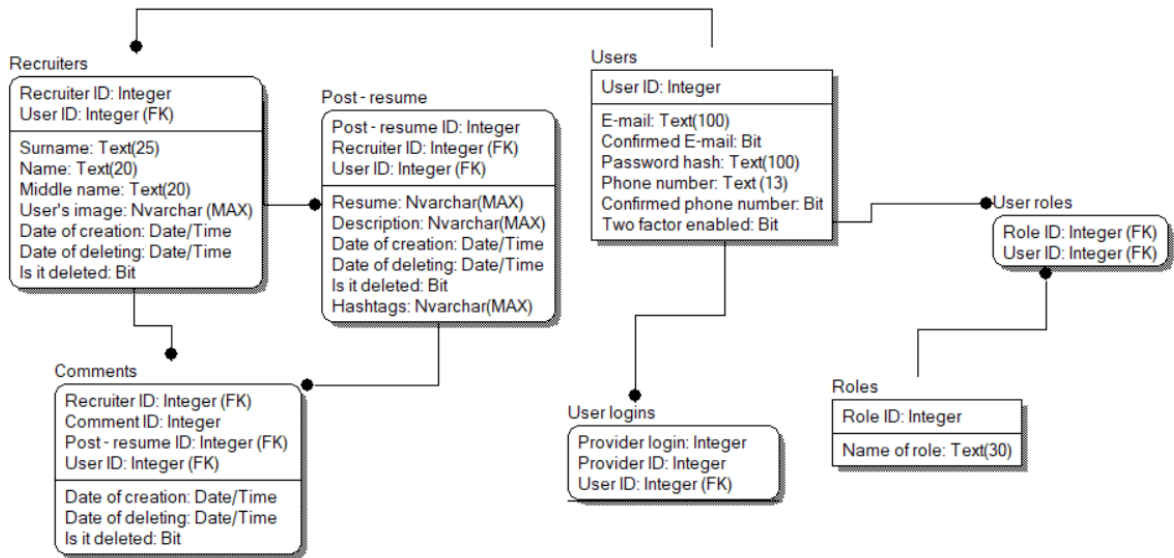 Recruiters
Recruiter ID: Integer
User ID: Integer (FK)
Surname: Text(25)
Name: Text(20)
Middle name: Text(20)
User's image: Nvarchar (MAX)
Date of creation: Date/Time
Date of deleting: Date/Time
Is it deleted: Bit
Post - resume
Post - resume ID: Integer
Recruiter ID: Integer (FK)
User ID: Integer (FK)
Resume: Nvarchar(MAX)
Description: Nvarchar(MAX)
Date of creation: Date/Time
Date of deleting: Date/Time
Is it deleted: Bit
Hashtags: Nvarchar(MAX)
Users
User ID: Integer
E-mail: Text(100)
Confirmed E-mail: Bit
Password hash: Text(100)
Phone number: Text (13)
Confirmed phone number: Bit
Two factor enabled: Bit
User roles
Role ID: Integer (FK)
User ID: Integer (FK)
Comments
Recruiter ID: Integer (FK)
Comment ID: Integer
Post - resume ID: Integer (FK)
User ID: Integer (FK)
Date of creation: Date/Time
Date of deleting: Date/Time
Is it deleted: Bit
User logins
Provider login: Integer
Provider ID: Integer
User ID: Integer (FK)
Roles
Role ID: Integer
Name of role: Text(30)